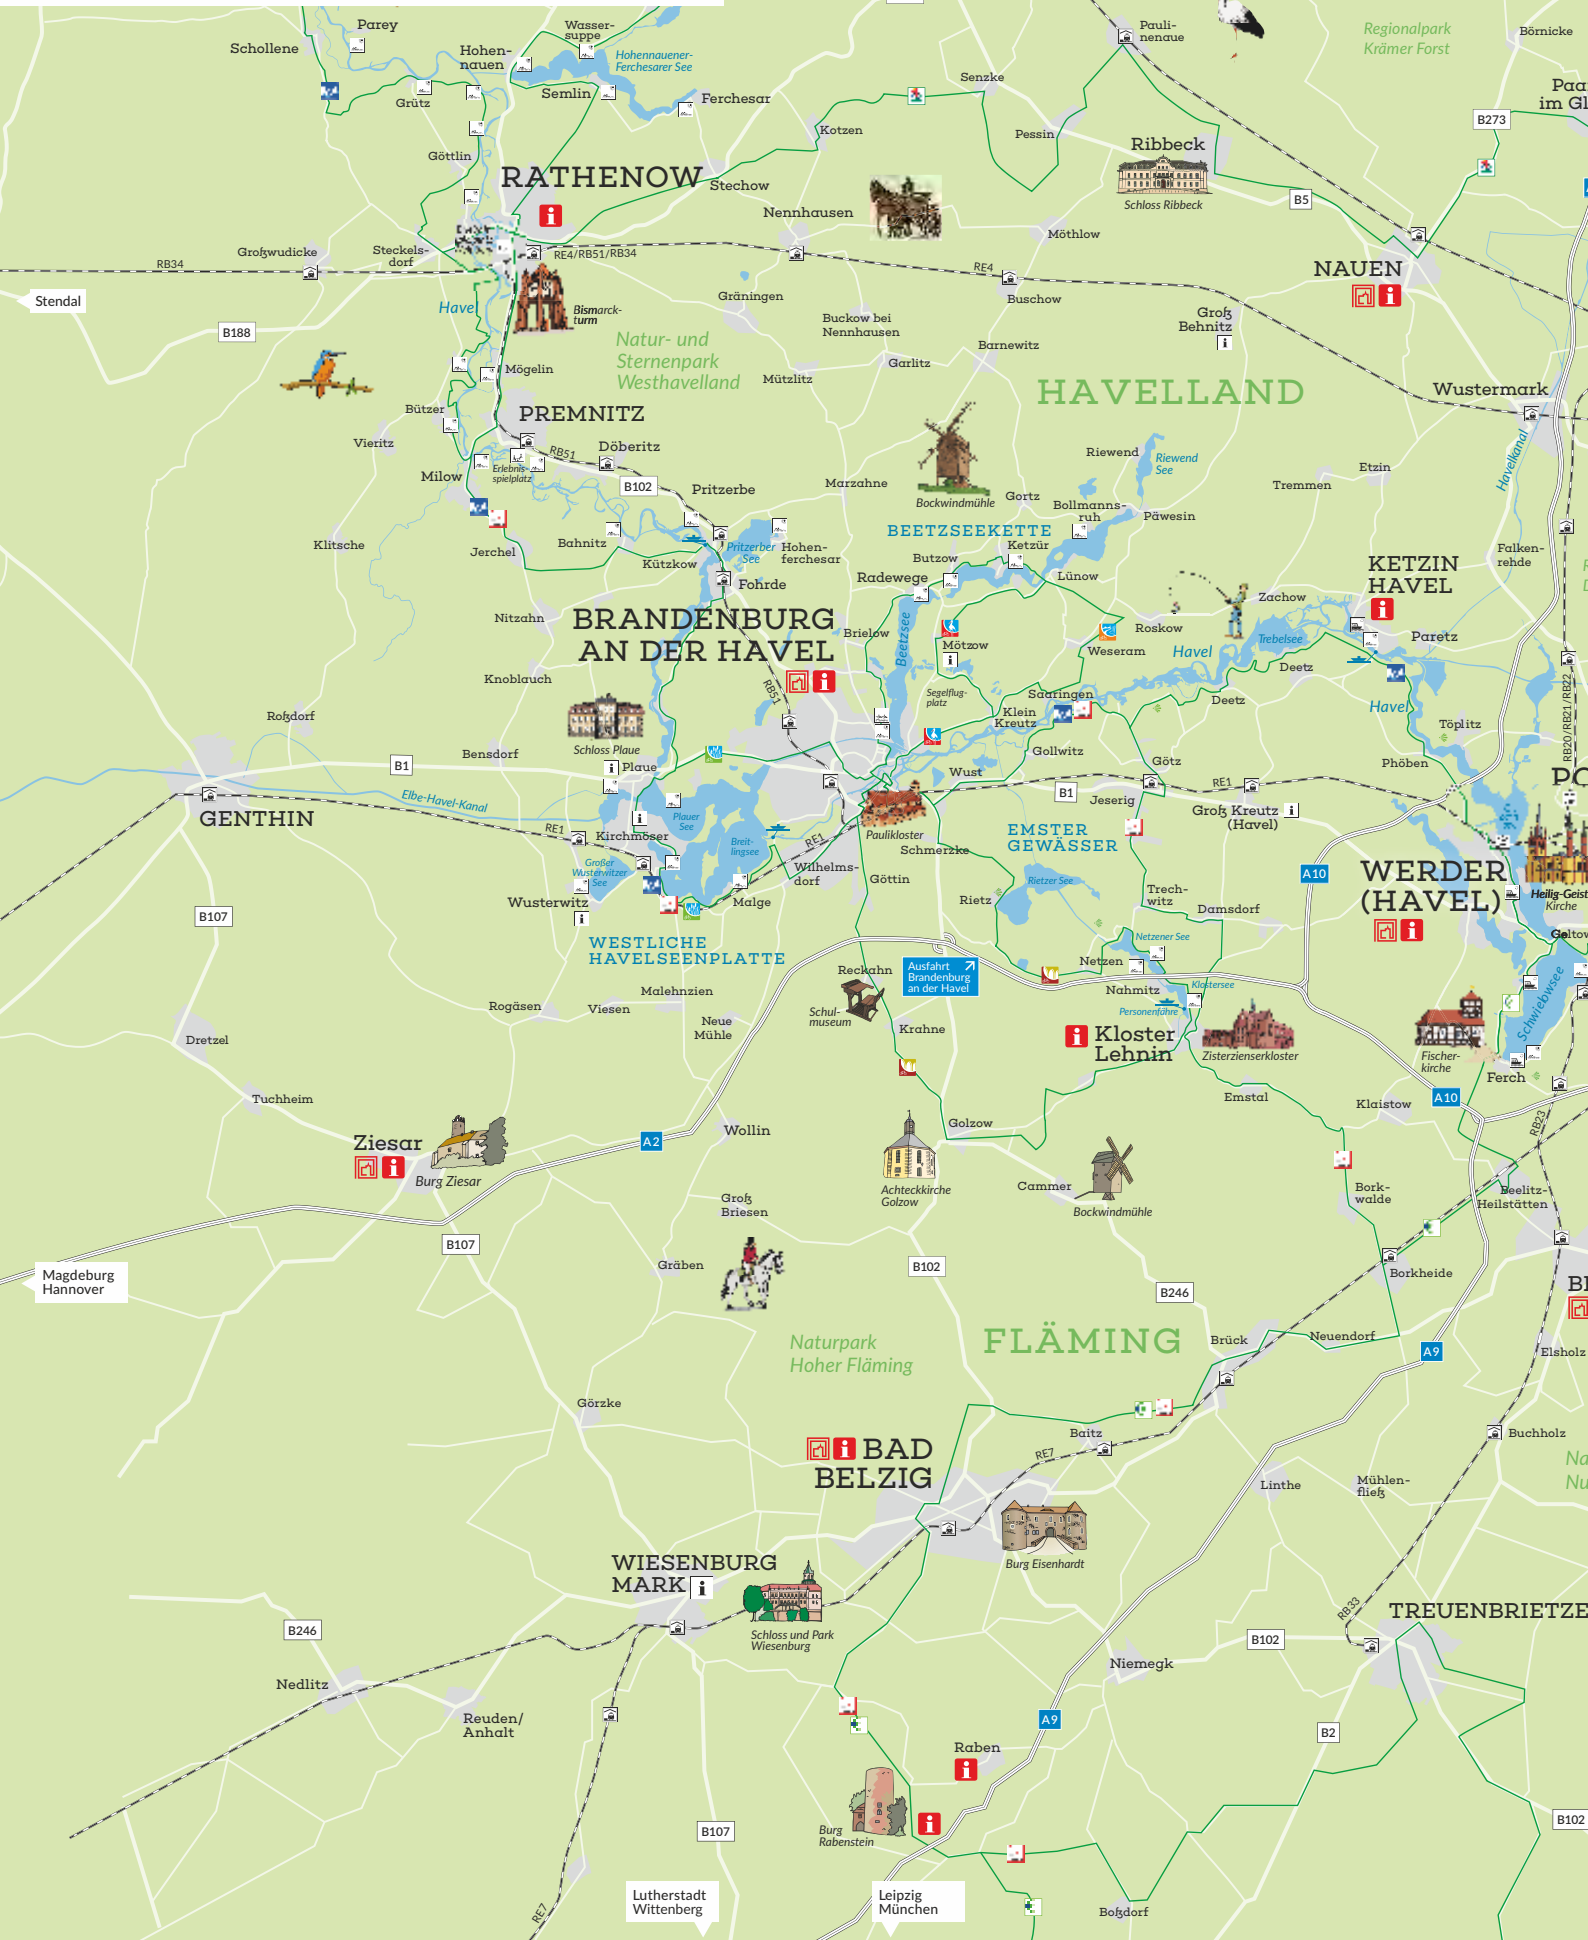 Parey
Wasser-
suppe
Schollene
Hohen-
nauen
Hohennauener-
Ferchesarer See
Pauli-
nenaue
Regionalpark
Krämer Forst
Börnicke
Grütz
Semlin
Ferchesar
Senzke
Paa
im Gl
B273
Göttlin
Kotzen
Pessin
Ribbeck
RATHENOW
Stechow
Schloss Ribbeck
B5
Nennhausen
Möthlow
Großwudicke
Steckels-
dorf
RB34
RE4/RB51/RB34
RE4
NAUEN
Stendal
Havel
Bismarck-
turm
Gräningen
Buschow
Buckow bei
Nennhausen
Groß
Behnitz
B188
Natur- und
Sternenpark
Westhavelland
Barnewitz
Garlitz
Mögelin
Mützlitz
HAVELLAND
Wustermark
Bützer
PREMNITZ
Vieritz
Döberitz
RB51
Erlebnis-
spielplatz
Milow
B102
Pritzerbe
Marzahne
Bockwindmühle
Riewend
Riewend
See
Gortz
Etzin
Tremmen
Havelkanal
Bollmanns-
ruh
Päwesin
BEETZSEEKETTE
Klitsche
Jerchel
Bahnitz
Kützkow
Pritzerber
See
Hohen-
ferchesar
Butzow
Ketzür
Falken-
rehde
Fohrde
Radewege
Lünow
KETZIN
HAVEL
Nitzahn
BRANDENBURG
AN DER HAVEL
Brielow
Beetzsee
Mötzow
Zachow
Roskow
Weseram
Trebelsee
Paretz
Havel
Deetz
Knoblauch
RB51
Segelflug-
platz
Saaringen
Deetz
Klein
Kreutz
Havel
RB20/RB21/RB22
Roßdorf
Töplitz
Schloss Plaue
Bensdorf
Gollwitz
Götz
Phöben
B1
Plaue
Wust
RE1
B1
Jeserig
Groß Kreutz
(Havel)
PO
Elbe-Havel-Kanal
GENTHIN
RE1
Kirchmöser
Plauer
See
Breit-
lingsee
RE1
Paulikloster
Schmerzke
EMSTER
GEWÄSSER
Großer
Wusterwitzer
See
Wilhelms-
dorf
Göttin
Rietzer See
A10
WERDER
(HAVEL)
Wusterwitz
Malge
Rietz
Trech-
witz
Damsdorf
Heilig-Geist
Kirche
B107
WESTLICHE
HAVELSEENPLATTE
Netzener See
Geltow
Netzen
Reckahn
Ausfahrt
Brandenburg
an der Havel
Nahmitz
Klostersee
Personenfähre
Schwielowsee
Malehnzien
Rogäsen
Viesen
Neue
Mühle
Schul-
museum
Krahne
Kloster
Lehnin
Zisterzienserkloster
Fischer-
kirche
Ferch
Dretzel
Tuchheim
Emstal
Klaistow
A10
RB23
Ziesar
A2
Wollin
Golzow
Burg Ziesar
Achteckkirche
Golzow
Cammer
Bockwindmühle
Bork-
walde
Beelitz-
Heilstätten
Groß
Briesen
B107
Gräben
B102
Magdeburg
Hannover
B246
Borkheide
BE
Naturpark
Hoher Fläming
FLÄMING
Brück
Neuendorf
A9
Elsholz
Görzke
BAD
BELZIG
Baitz
RE7
Buchholz
Na
Nu
Linthe
Mühlen-
fließ
Burg Eisenhardt
WIESENBURG
MARK
Schloss und Park
Wiesenburg
B246
RB33
TREUENBRIETZE
B102
Nedlitz
Niemegk
Reuden/
Anhalt
A9
B2
Raben
Burg
Rabenstein
B107
B102
RE7
Lutherstadt
Wittenberg
Leipzig
München
Boßdorf